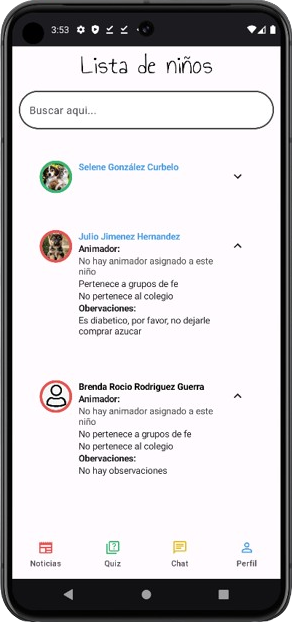 3:53
Lista de niños
Buscar aqui...
Selene González Curbelo
Julio Jimenez Hernandez
Animador:
No hay animador asignado a este
niño
Pertenece a grupos de fe
No pertenece al colegio
Obervaciones:
Es diabetico, por favor, no dejarle
comprar azucar
Brenda Rocio Rodriguez Guerra
Animador:
No hay animador asignado a este
niño
No pertenece a grupos de fe
No pertenece al colegio
Obervaciones:
No hay observaciones
Noticias Quiz Chat Perfil